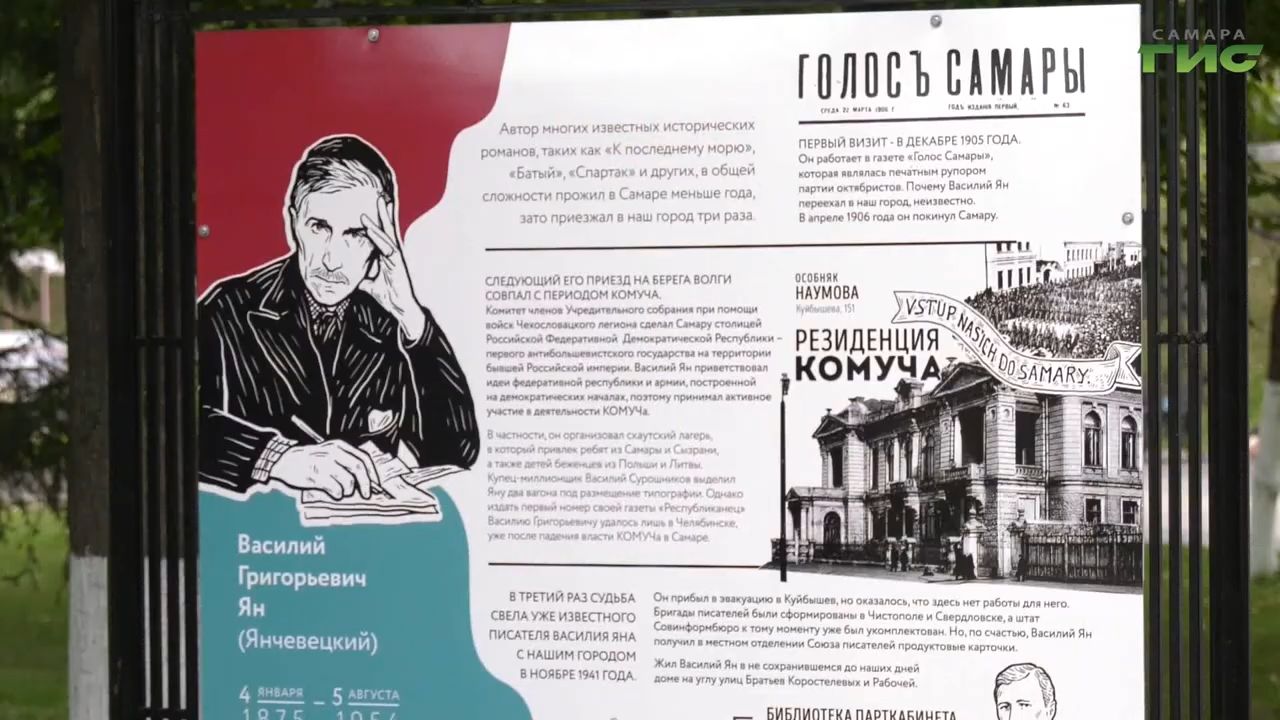 САМАРА
ГИС
ГОЛОСЪ САМАРЫ
СРЕДА 22 МАРТА 1906 Г.
ГОДЪ ИЗДАНИЯ ПЕРВЫЙ.
№ 63
Автор многих известных исторических
романов, таких как «К последнему морю»,
«Батый», «Спартак» и других, в общей
сложности прожил в Самаре меньше года,
зато приезжал в наш город три раза.
ПЕРВЫЙ ВИЗИТ - В ДЕКАБРЕ 1905 ГОДА.
Он работает в газете «Голос Самары»,
которая являлась печатным рупором
партии октябристов. Почему Василий Ян
переехал в наш город, неизвестно.
В апреле 1906 года он покинул Самару.
СЛЕДУЮЩИЙ ЕГО ПРИЕЗД НА БЕРЕГА ВОЛГИ
СОВПАЛ С ПЕРИОДОМ КОМУЧА.
Комитет членов Учредительного собрания при помощи
войск Чехословацкого легиона сделал Самару столицей
Российской Федеративной Демократической Республики –
первого антибольшевистского государства на территории
бывшей Российской империи. Василий Ян приветствовал
идеи федеративной республики и армии, построенной
на демократических началах, поэтому принимал активное
участие в деятельности КОМУЧа.
В частности, он организовал скаутский лагерь,
в который привлек ребят из Самары и Сызрани,
а также детей беженцев из Польши и Литвы.
Купец-миллионщик Василий Сурошников выделил
Яну два вагона под размещение типографии. Однако
издать первый номер своей газеты «Республиканец»
Василию Григорьевичу удалось лишь в Челябинске,
уже после падения власти КОМУЧа в Самаре.
ОСОБНЯК
НАУМОВА
Куйбышева, 151
РЕЗИДЕНЦИЯ
КОМУЧА
VSTUP NAŠICH DO SAMARY.
Василий
Григорьевич
Ян
(Янчевецкий)
4 ЯНВАРЯ – 5 АВГУСТА
1875 1954
В ТРЕТИЙ РАЗ СУДЬБА
СВЕЛА УЖЕ ИЗВЕСТНОГО
ПИСАТЕЛЯ ВАСИЛИЯ ЯНА
С НАШИМ ГОРОДОМ
В НОЯБРЕ 1941 ГОДА.
Он прибыл в эвакуацию в Куйбышев, но оказалось, что здесь нет работы для него.
Бригады писателей были сформированы в Чистополе и Свердловске, а штат
Совинформбюро к тому моменту уже был укомплектован. Но, по счастью, Василий Ян
получил в местном отделении Союза писателей продуктовые карточки.
Жил Василий Ян в не сохранившемся до наших дней
доме на углу улиц Братьев Коростелевых и Рабочей.
БИБЛИОТЕКА ПАРТКАБИНЕТА